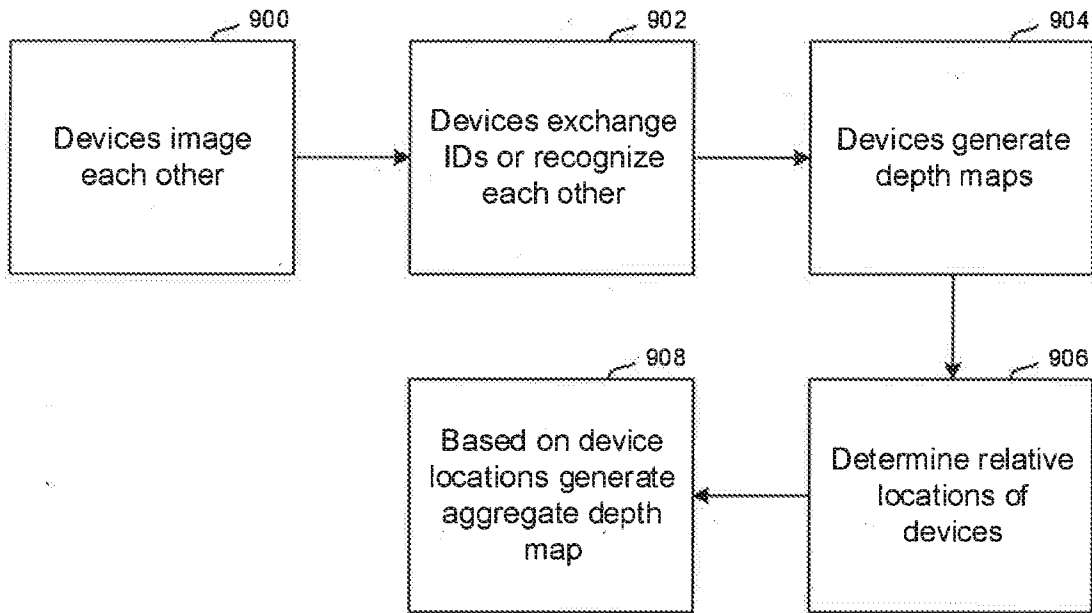 900
Devices image
each other
902
Devices exchange
IDs or recognize
each other
904
Devices generate
depth maps
906
Determine relative
locations of
devices
908
Based on device
locations generate
aggregate depth
map